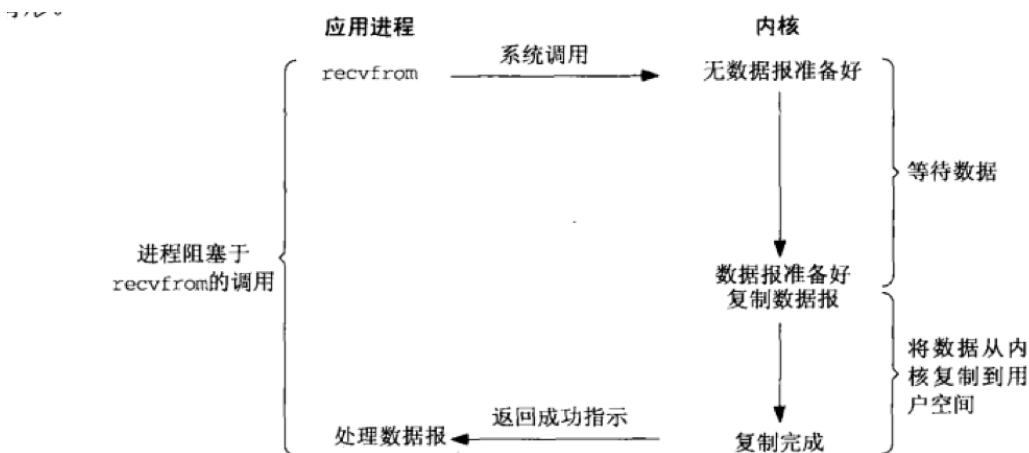 应用进程
内核
recvfrom
系统调用
无数据报准备好
等待数据
进程阻塞于
recvfrom的调用
数据报准备好
复制数据报
将数据从内
核复制到用
户空间
处理数据报
返回成功指示
复制完成